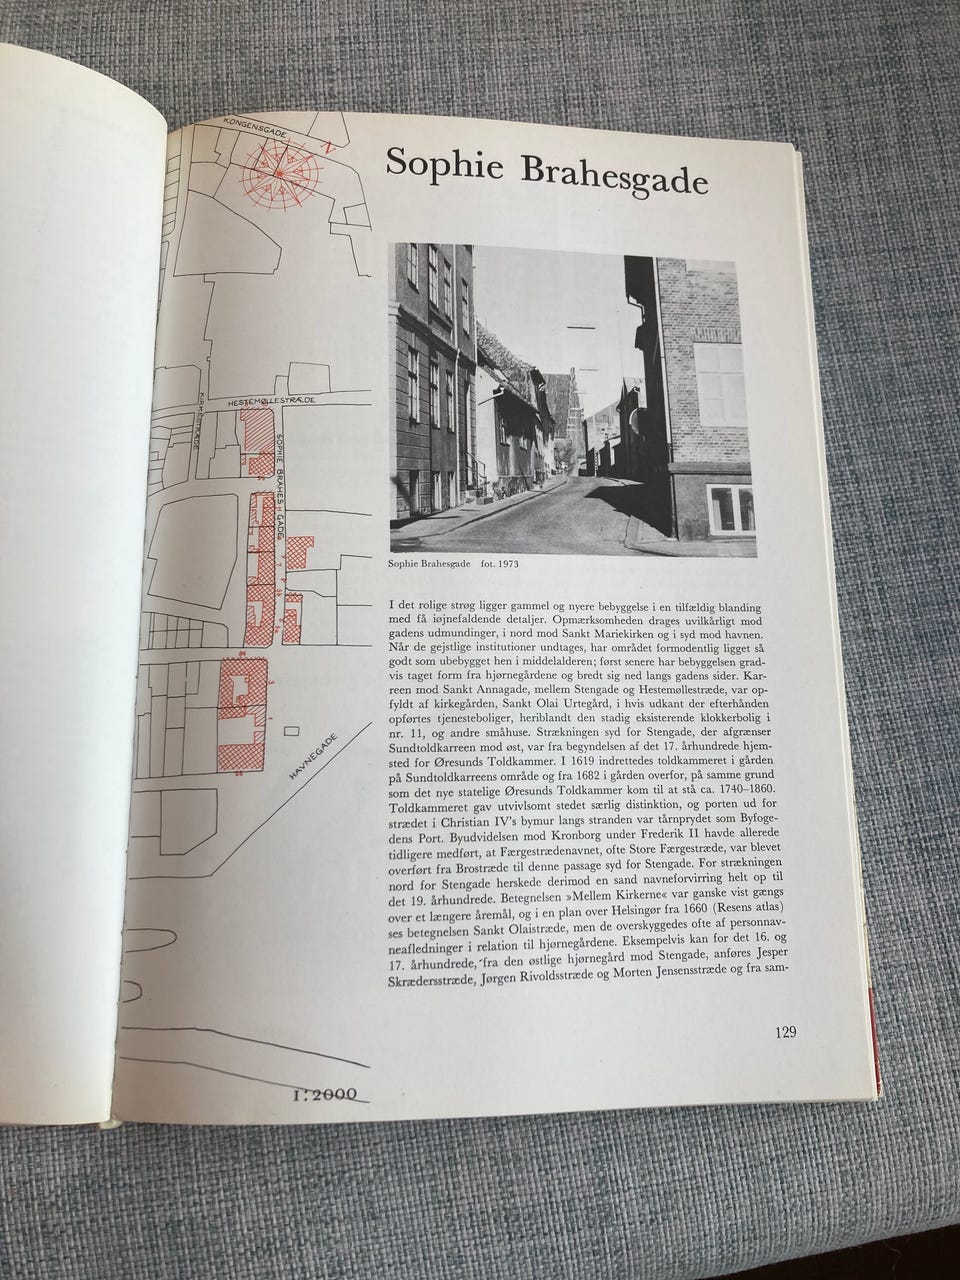 KONGENSGADE
N
HESTEMØLLESTRÆDE
KIRKESTRÆDE
SOPHIE BRAHES GADE
HAVNEGADE
1:2000
Sophie Brahesgade
Sophie Brahesgade fot. 1973
I det rolige strøg ligger gammel og nyere bebyggelse i en tilfældig blanding
med få iøjnefaldende detaljer. Opmærksomheden drages uvilkårligt mod
gadens udmundinger, i nord mod Sankt Mariekirken og i syd mod havnen.
Når de gejstlige institutioner undtages, har området formodentlig ligget så
godt som ubebygget hen i middelalderen; først senere har bebyggelsen grad-
vis taget form fra hjørnegårdene og bredt sig ned langs gadens sider. Kar-
reen mod Sankt Annagade, mellem Stengade og Hestemøllestræde, var op-
fyldt af kirkegården, Sankt Olai Urtegård, i hvis udkant der efterhånden
opførtes tjenesteboliger, heriblandt den stadig eksisterende klokkerbolig i
nr. 11, og andre småhuse. Strækningen syd for Stengade, der afgrænser
Sundtoldkarreen mod øst, var fra begyndelsen af det 17. århundrede hjem-
sted for Øresunds Toldkammer. I 1619 indrettedes toldkammeret i gården
på Sundtoldkarreens område og fra 1682 i gården overfor, på samme grund
som det nye statelige Øresunds Toldkammer kom til at stå ca. 1740–1860.
Toldkammeret gav utvivlsomt stedet særlig distinktion, og porten ud for
strædet i Christian IV's bymur langs stranden var tårnprydet som Byfoge-
dens Port. Byudvidelsen mod Kronborg under Frederik II havde allerede
tidligere medført, at Færgestrædenavnet, ofte Store Færgestræde, var blevet
overført fra Brostræde til denne passage syd for Stengade. For strækningen
nord for Stengade herskede derimod en sand navneforvirring helt op til
det 19. århundrede. Betegnelsen »Mellem Kirkerne« var ganske vist gængs
over et længere åremål, og i en plan over Helsingør fra 1660 (Resens atlas)
ses betegnelsen Sankt Olaistræde, men de overskyggedes ofte af personnav-
neafledninger i relation til hjørnegårdene. Eksempelvis kan for det 16. og
17. århundrede, fra den østlige hjørnegård mod Stengade, anføres Jesper
Skrædersstræde, Jørgen Rivoldsstræde og Morten Jensensstræde og fra sam-
129